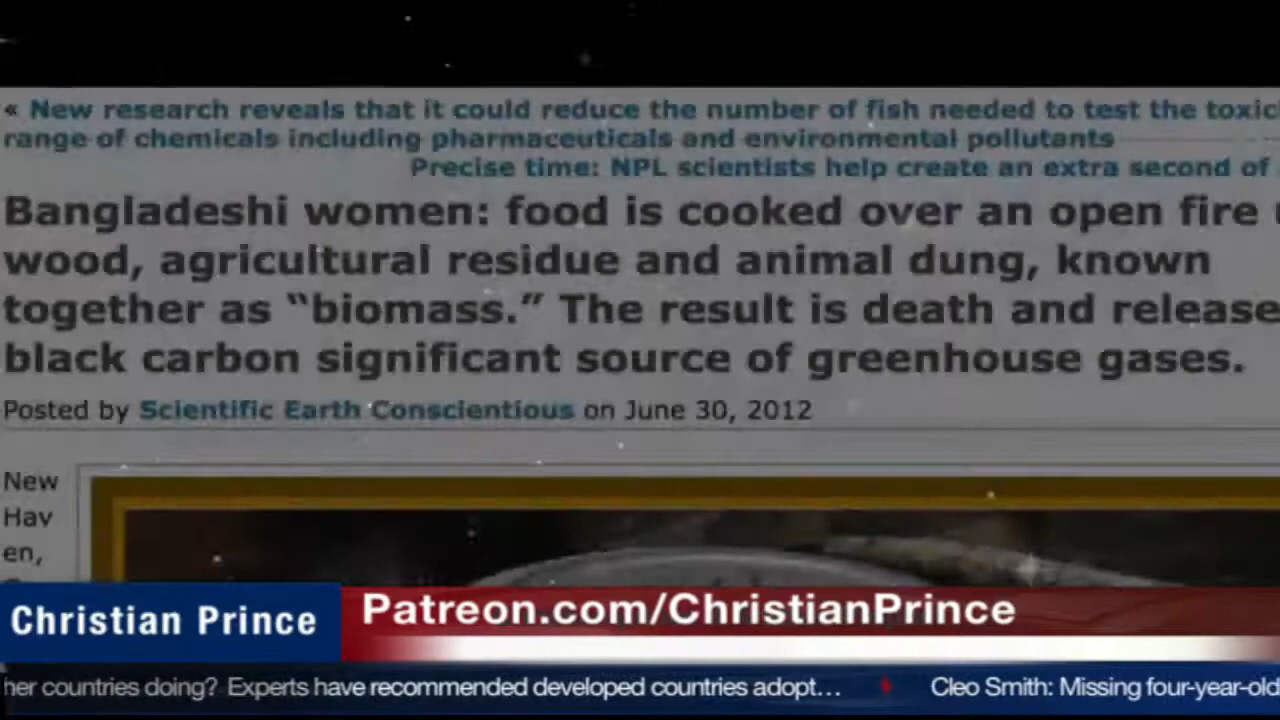 « New research reveals that it could reduce the number of fish needed to test the toxic
range of chemicals including pharmaceuticals and environmental pollutants
Precise time: NPL scientists help create an extra second of
Bangladeshi women: food is cooked over an open fire
wood, agricultural residue and animal dung, known
together as “biomass.” The result is death and release
black carbon significant source of greenhouse gases.
Posted by Scientific Earth Conscientious on June 30, 2012
New
Hav
en,
Christian Prince
Patreon.com/ChristianPrince
her countries doing? Experts have recommended developed countries adopt... Cleo Smith: Missing four-year-old